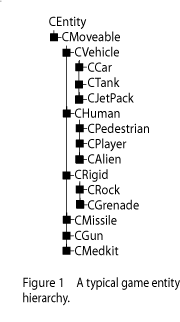 CEntity
CMoveable
CVehicle
CCar
CTank
CJetPack
CHuman
CPedestrian
CPlayer
CAlien
CRigid
CRock
CGrenade
CMissile
CGun
CMedkit
Figure 1 A typical game entity
hierarchy.